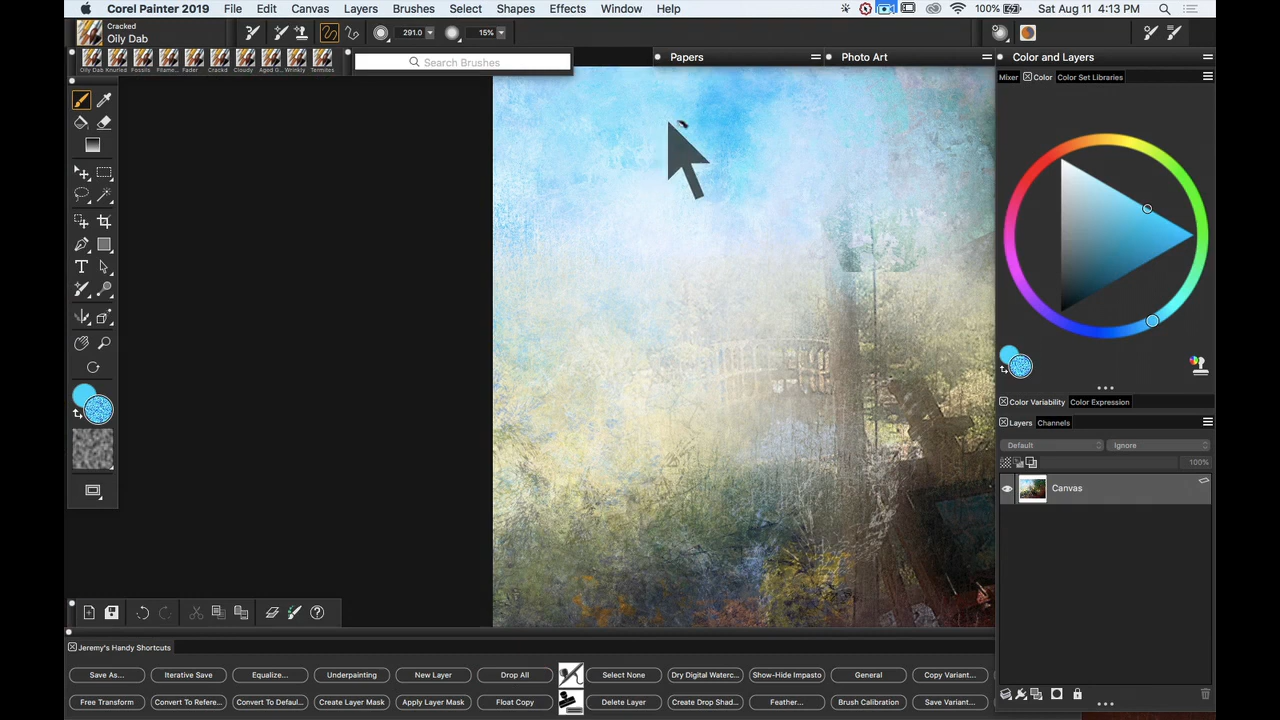 Corel Painter 2019 File Edit Canvas Layers Brushes Select Shapes Effects Window Help 100% Sat Aug 11 4:13 PM
Cracked
Oily Dab
291.0 15%
Oily Dab Knurled Fossils Filame... Fader Crackd Cloudy Aged G... Wrinkly Termites
Search Brushes
Papers
Photo Art
Color and Layers
Mixer Color Color Set Libraries
Color Variability Color Expression
Layers Channels
Default Ignore
100%
Canvas
Jeremy's Handy Shortcuts
Save As... Iterative Save Equalize... Underpainting New Layer Drop All Select None Dry Digital Waterc... Show-Hide Impasto General Copy Variant...
Free Transform Convert To Refere... Convert To Defaul... Create Layer Mask Apply Layer Mask Float Copy Delete Layer Create Drop Shad... Feather... Brush Calibration Save Variant...